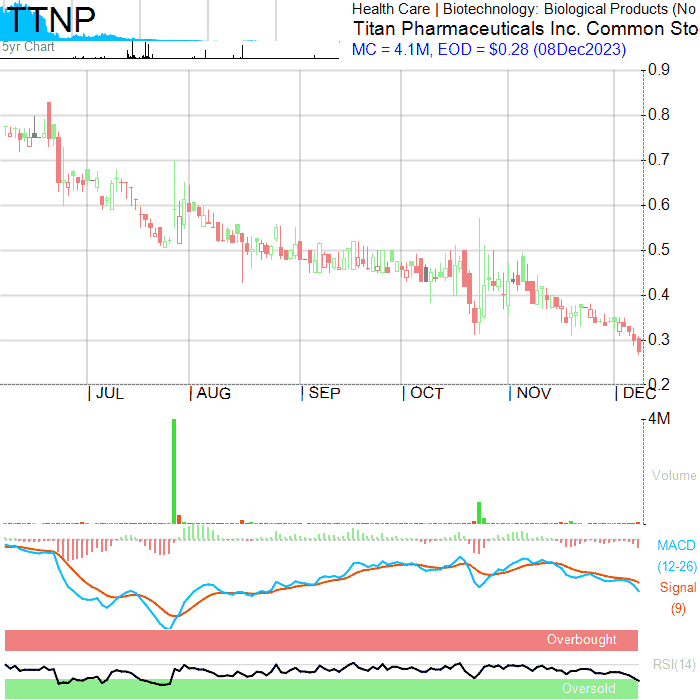 TTNP
5yr Chart
Health Care | Biotechnology: Biological Products (No
Titan Pharmaceuticals Inc. Common Sto
MC = 4.1M, EOD = $0.28 (08Dec2023)
0.9
0.8
0.7
0.6
0.5
0.4
0.3
0.2
JUL AUG SEP OCT NOV DEC
4M
Volume
MACD
(12-26)
Signal
(9)
Overbought
RSI(14)
Oversold